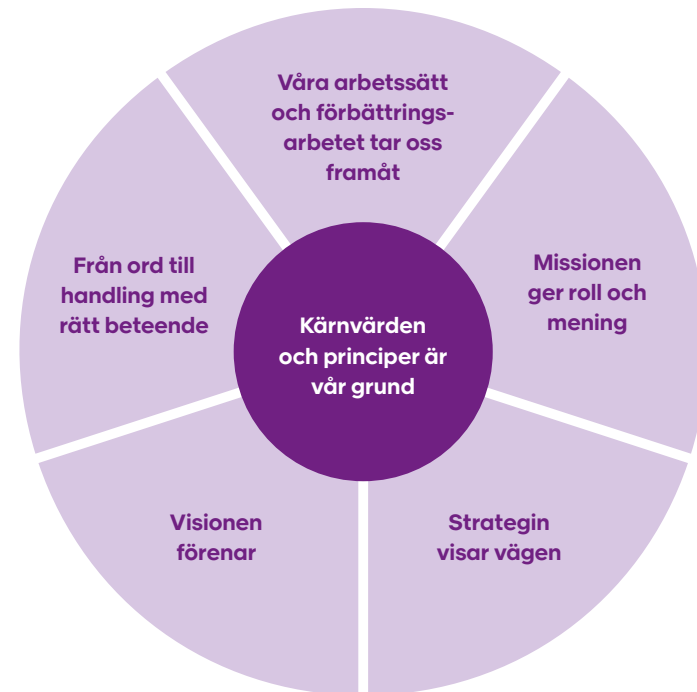 Våra arbetssätt
och förbättrings-
arbetet tar oss
framåt
Missionen
ger roll och
mening
Strategin
visar vägen
Visionen
förenar
Från ord till
handling med
rätt beteende
Kärnvärden
och principer är
vår grund